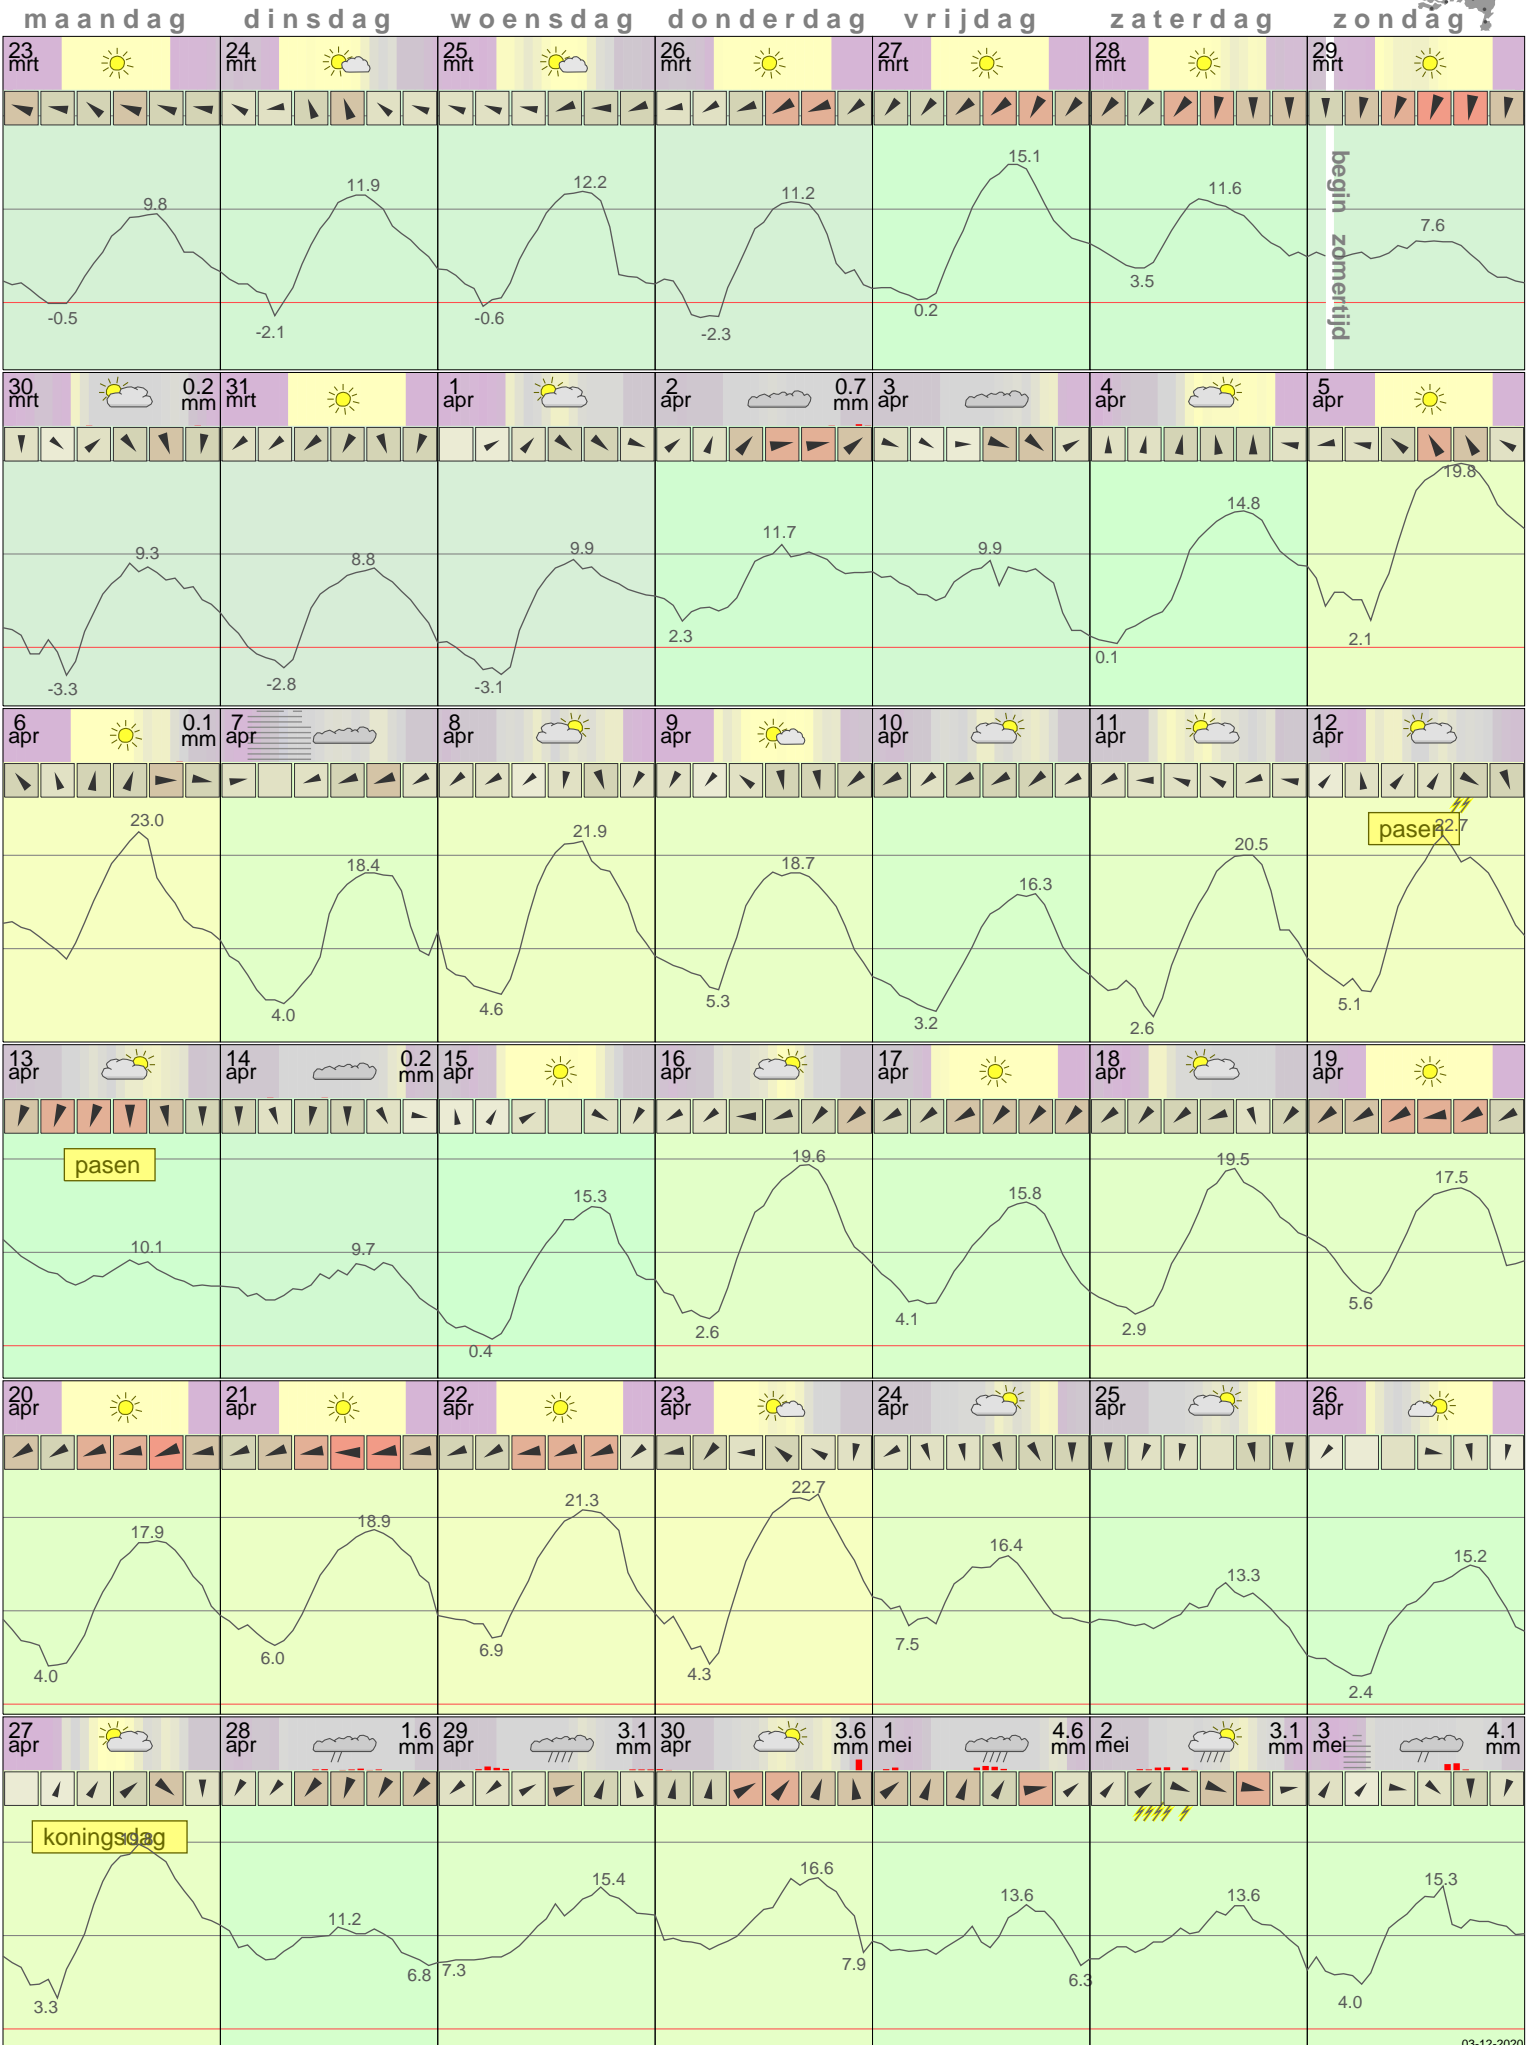 maandag dinsdag woensdag donderdag vrijdag zaterdag zondag
23 mrt 24 mrt 25 mrt 26 mrt 27 mrt 28 mrt 29 mrt
9.8 11.9 12.2 11.2 15.1 11.6 7.6
-0.5 -2.1 -0.6 -2.3 0.2 3.5
begin zomertijd
30 mrt 0.2 mm 31 mrt 1 apr 2 apr 0.7 mm 3 apr 4 apr 5 apr
9.3 8.8 9.9 11.7 9.9 14.8 19.8
-3.3 -2.8 -3.1 2.3 0.1 2.1
6 apr 0.1 mm 7 apr 8 apr 9 apr 10 apr 11 apr 12 apr
pasen
23.0 18.4 21.9 18.7 16.3 20.5 22.7
4.0 4.6 5.3 3.2 2.6 5.1
13 apr 14 apr 0.2 mm 15 apr 16 apr 17 apr 18 apr 19 apr
pasen
10.1 9.7 15.3 19.6 15.8 19.5 17.5
0.4 2.6 4.1 2.9 5.6
20 apr 21 apr 22 apr 23 apr 24 apr 25 apr 26 apr
17.9 18.9 21.3 22.7 16.4 13.3 15.2
4.0 6.0 6.9 4.3 7.5 2.4
27 apr 28 apr 1.6 mm 29 apr 3.1 mm 30 apr 3.6 mm 1 mei 4.6 mm 2 mei 3.1 mm 3 mei 4.1 mm
koningsdag
11.2 15.4 16.6 13.6 13.6 15.3
3.3 6.8 7.3 7.9 6.3 4.0
03-12-2020